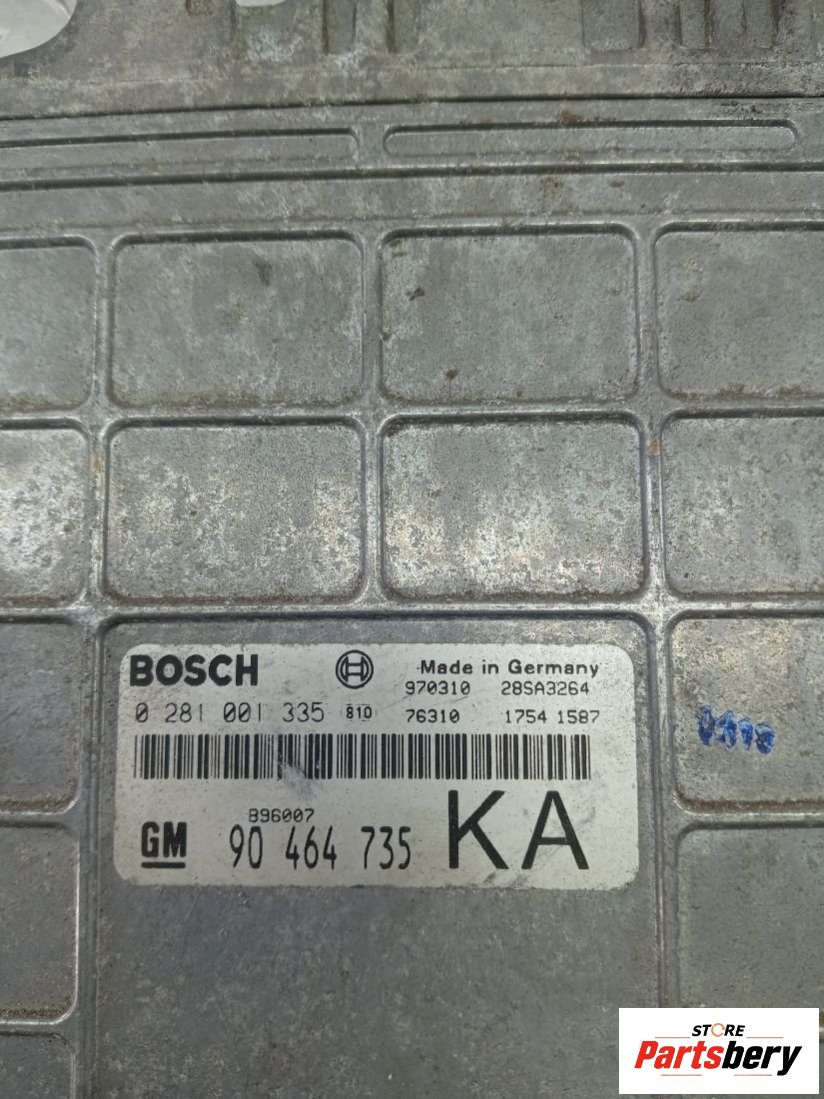 BOSCH Made in Germany
970310 28SA3264
0 281 001 335 810 76310 1754 1587
B96007
GM 90 464 735 KA
STORE
Partsbery